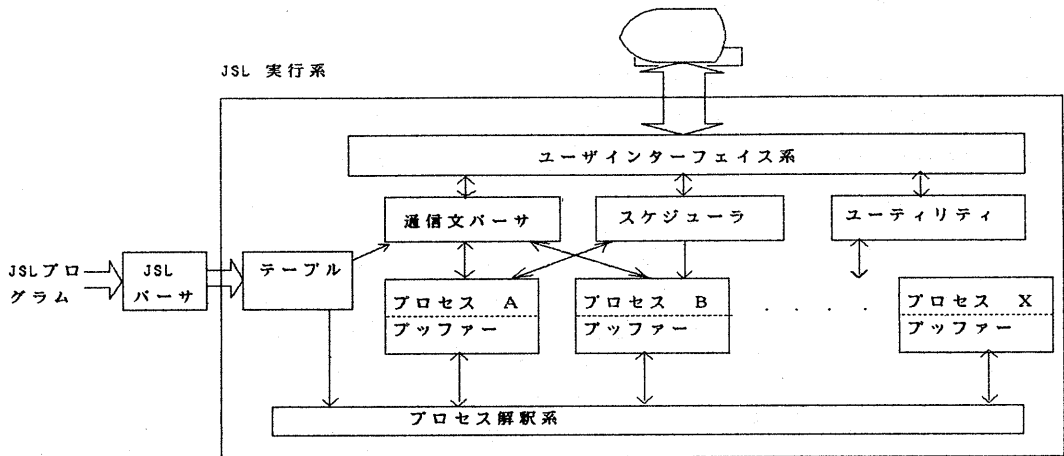 JSL 実行系
ユーザインターフェイス系
通信文パーサ
スケジューラ
ユーティリティ
JSLプログラム
JSL
パーサ
テーブル
プロセス A
ブッファー
プロセス B
ブッファー
. . . .
プロセス X
ブッファー
プロセス解釈系